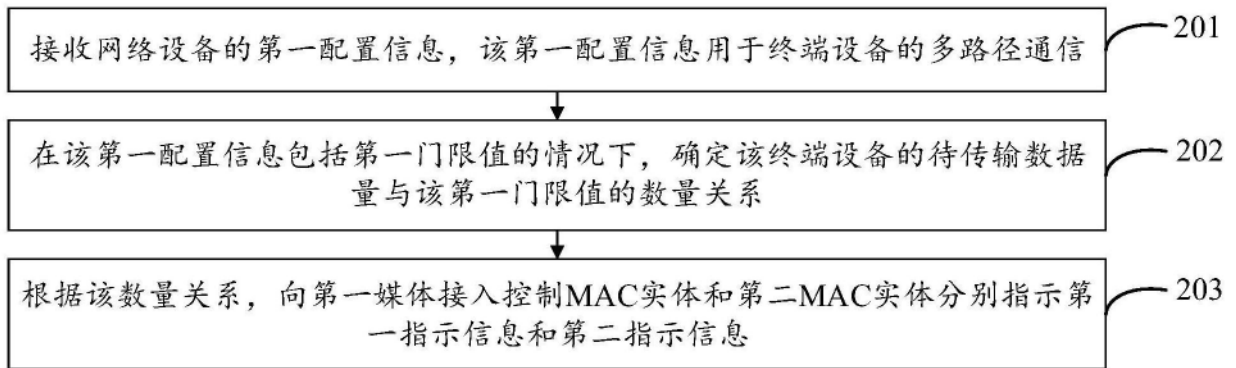 接收网络设备的第一配置信息，该第一配置信息用于终端设备的多路径通信
201
在该第一配置信息包括第一门限值的情况下，确定该终端设备的待传输数据
量与该第一门限值的数量关系
202
根据该数量关系，向第一媒体接入控制MAC实体和第二MAC实体分别指示第
一指示信息和第二指示信息
203